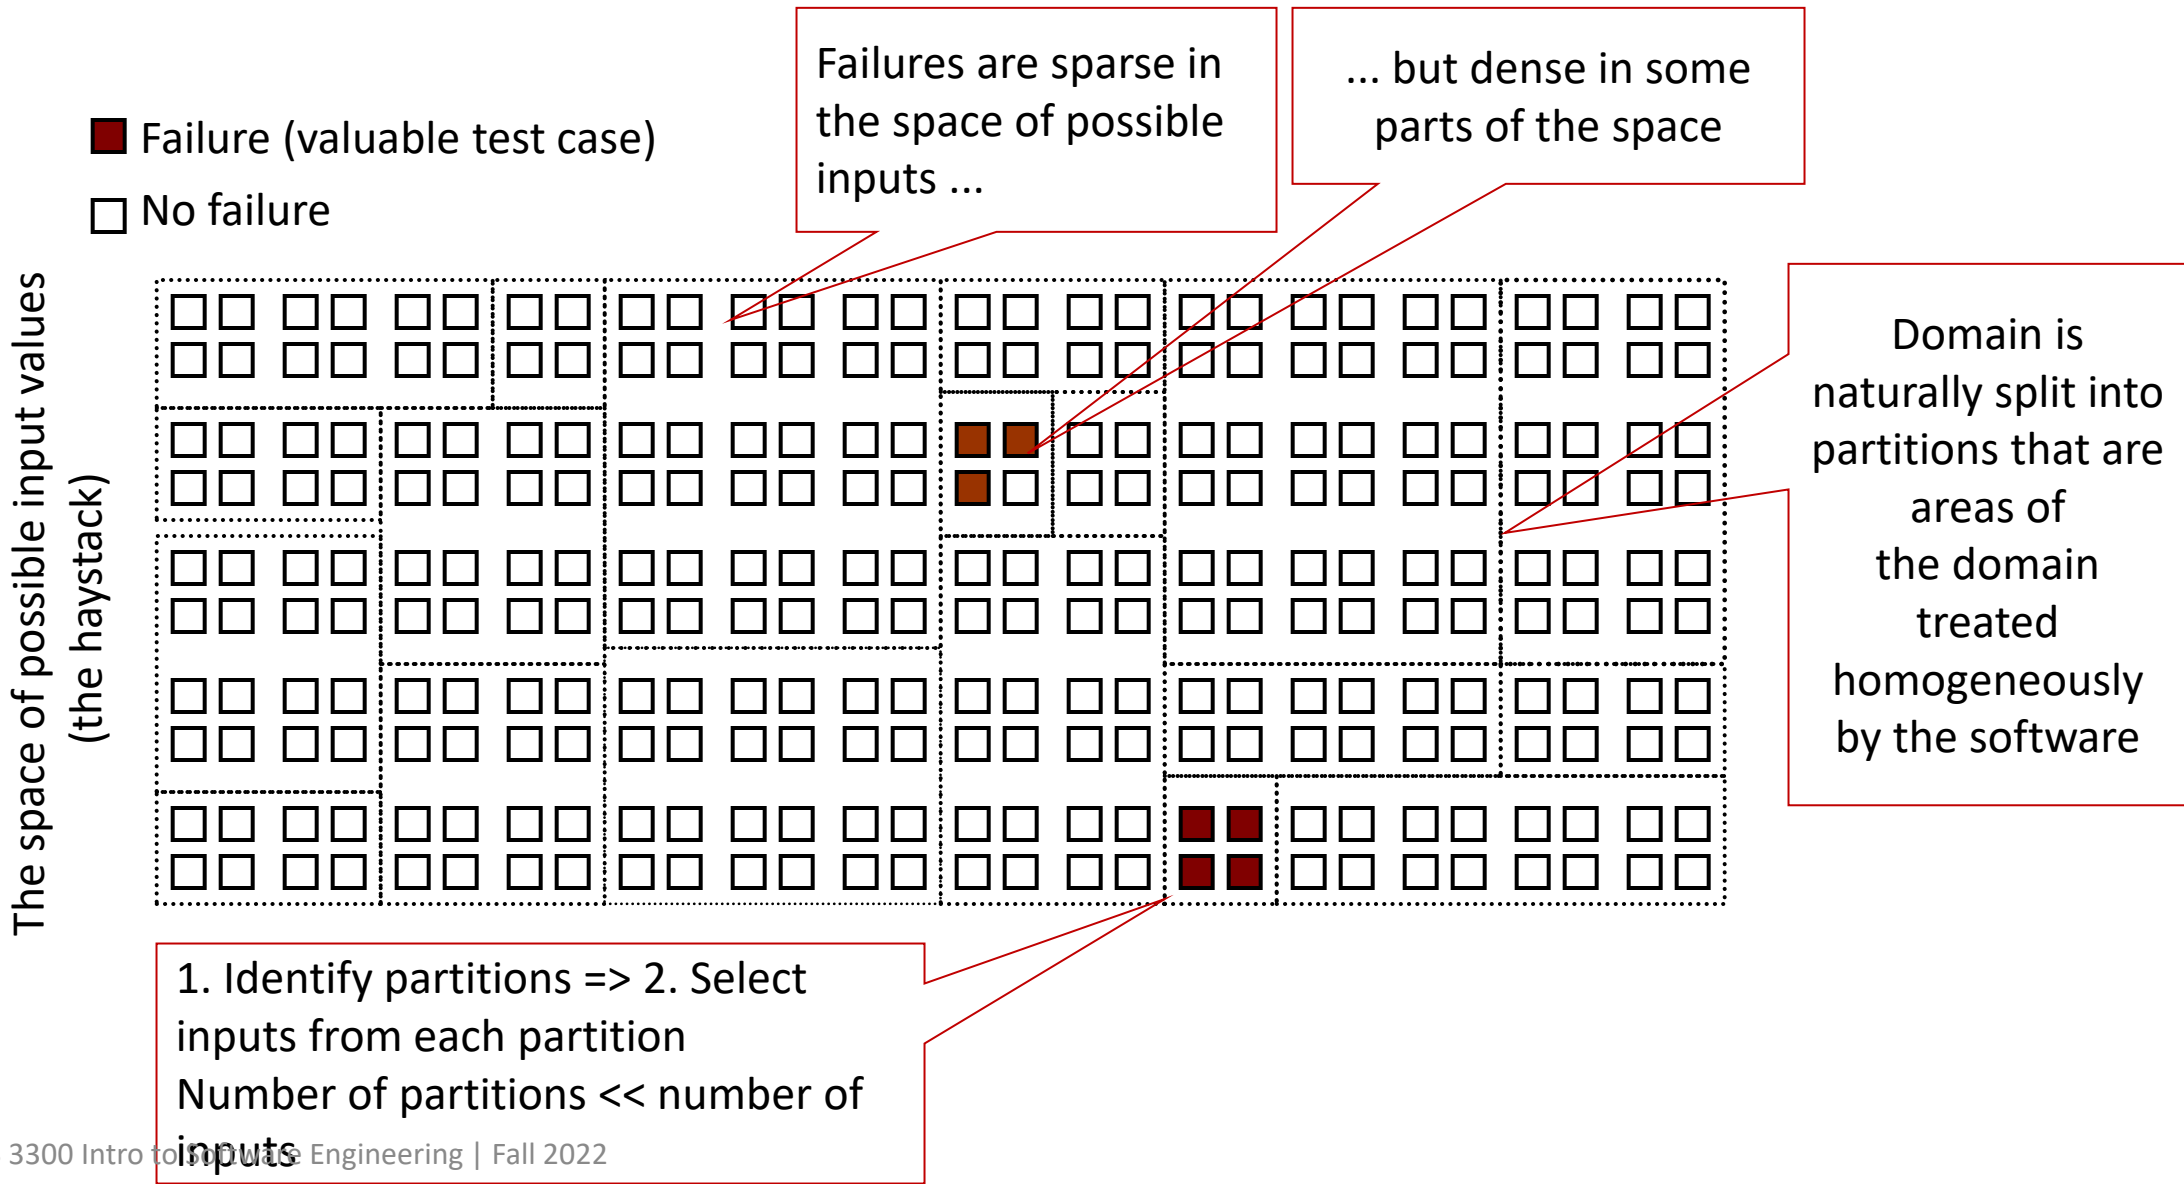 Failures are sparse in
the space of possible
inputs ...
... but dense in some
parts of the space
Failure (valuable test case)
No failure
The space of possible input values
(the haystack)
Domain is
naturally split into
partitions that are
areas of
the domain
treated
homogeneously
by the software
1. Identify partitions => 2. Select
inputs from each partition
Number of partitions << number of
inputs
3300 Intro to Software Engineering | Fall 2022